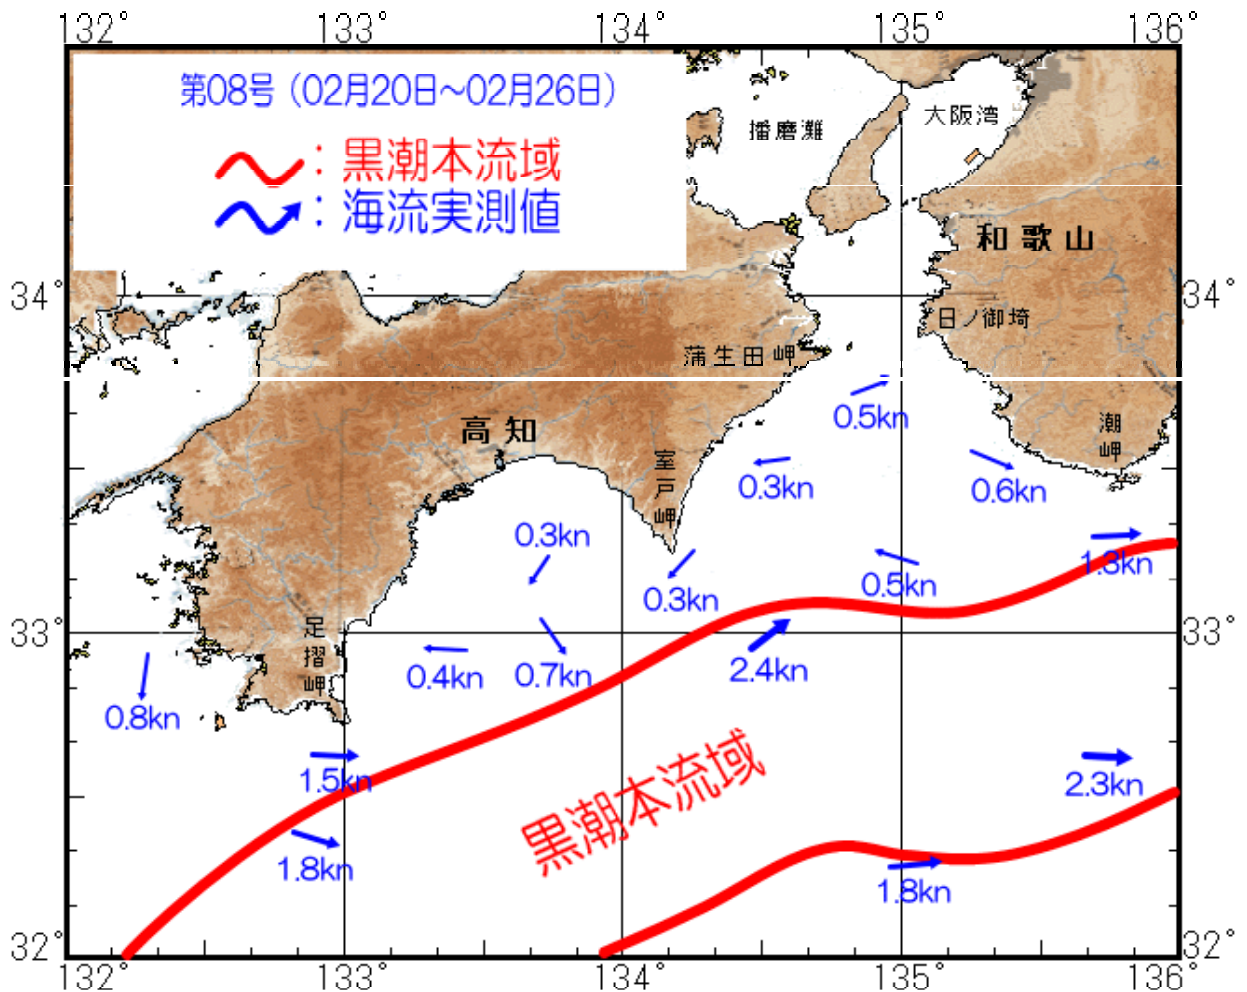 132° 133° 134° 135° 136°
第08号（02月20日～02月26日）
：黒潮本流域
：海流実測値
播磨灘
大阪湾
和歌山
34° 34°
日ノ御埼
蒲生田岬
0.5kn
高知
潮岬
室戸岬
0.3kn
0.6kn
0.3kn
1.3kn
0.5kn
0.3kn
33° 33°
足摺岬
2.4kn
0.4kn
0.7kn
0.8kn
黒潮本流域
1.5kn
2.3kn
1.8kn
1.8kn
32° 32°
132° 133° 134° 135° 136°